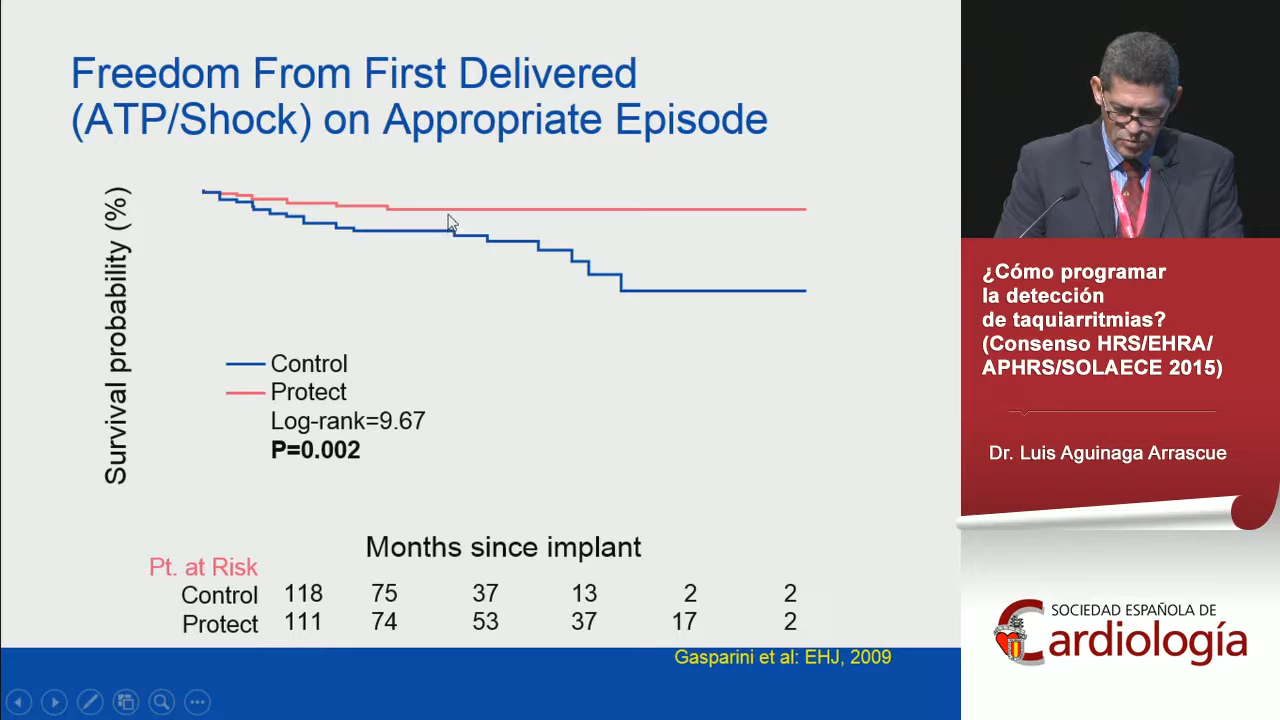 Freedom From First Delivered
(ATP/Shock) on Appropriate Episode
Survival probability (%)
Control
Protect
Log-rank=9.67
P=0.002
Months since implant
Pt. at Risk
Control 118 75 37 13 2 2
Protect 111 74 53 37 17 2
Gasparini et al: EHJ, 2009
¿Cómo programar
la detección
de taquiarritmias?
(Consenso HRS/EHRA/
APHRS/SOLAECE 2015)
Dr. Luis Aguinaga Arrascue
SOCIEDAD ESPAÑOLA DE
Cardiología